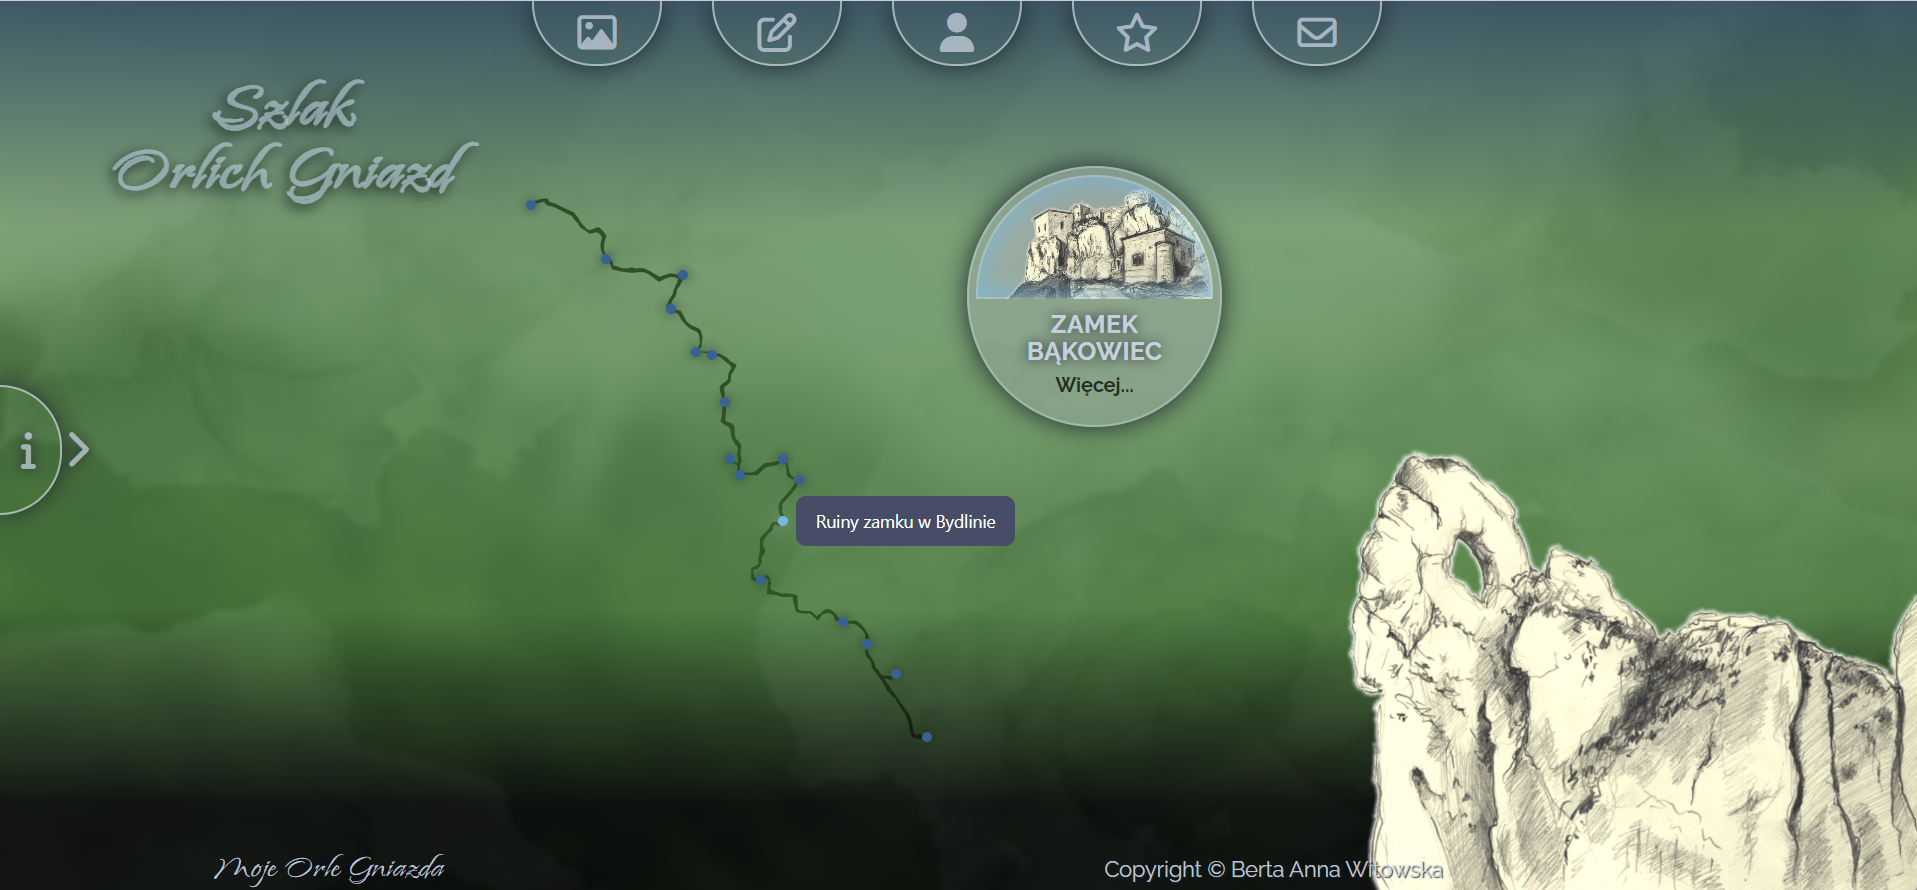 Szlak
Orlich Gniazd
ZAMEK
BĄKOWIEC
Więcej...
Ruiny zamku w Bydlinie
Moje Orle Gniazda
Copyright © Berta Anna Witowska